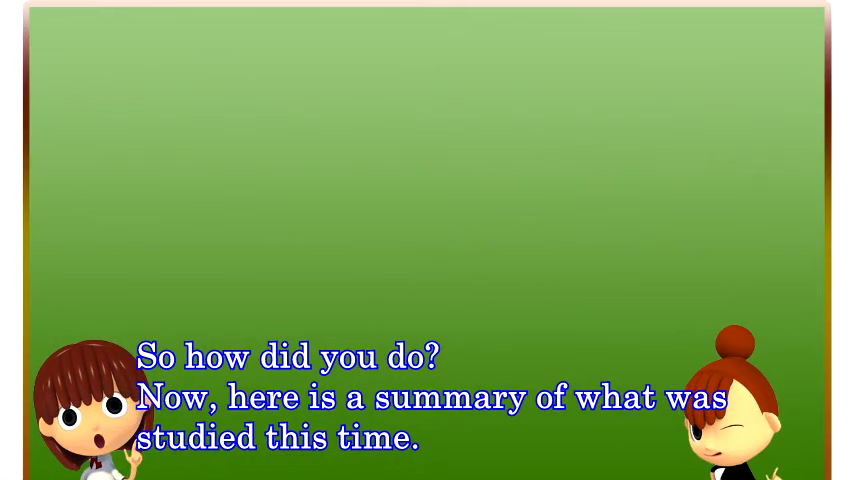 So how did you do?
Now, here is a summary of what was
studied this time.